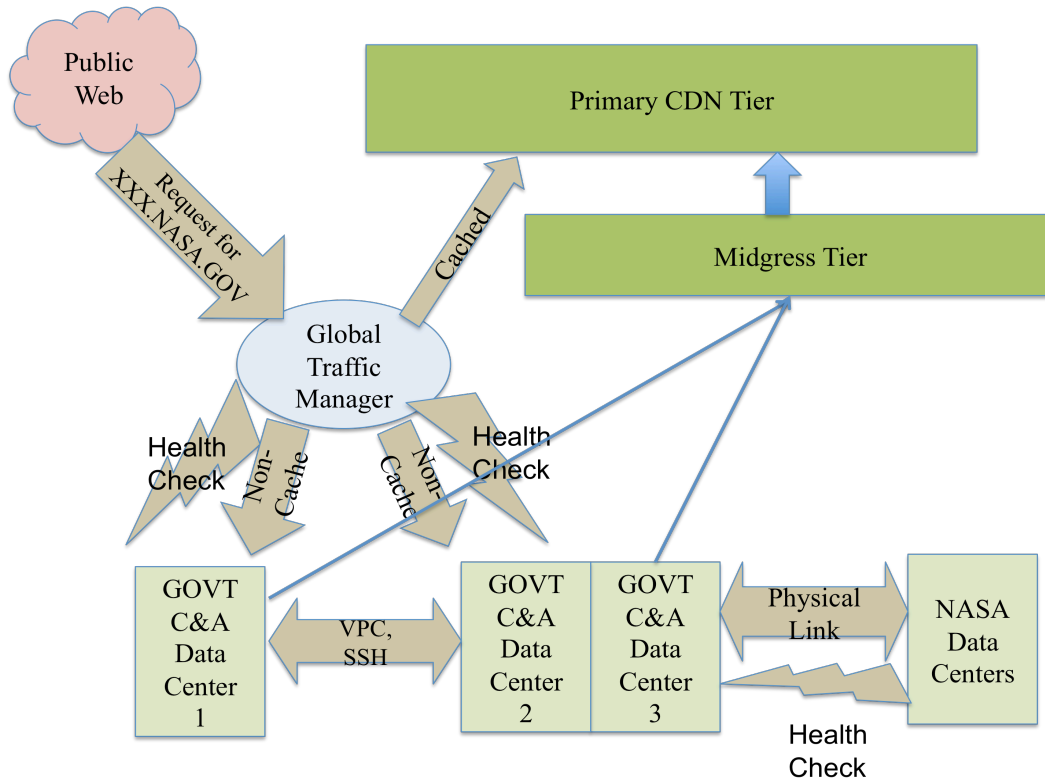 Public
Web
Primary CDN Tier
Request for
XXX.NASA.GOV
Cached
Midgress Tier
Global
Traffic
Manager
Health
Check
Non-
Cache
Non-
Cache
Health
Check
GOVT
C&A
Data
Center
1
VPC,
SSH
GOVT
C&A
Data
Center
2
GOVT
C&A
Data
Center
3
Physical
Link
NASA
Data
Centers
Health
Check